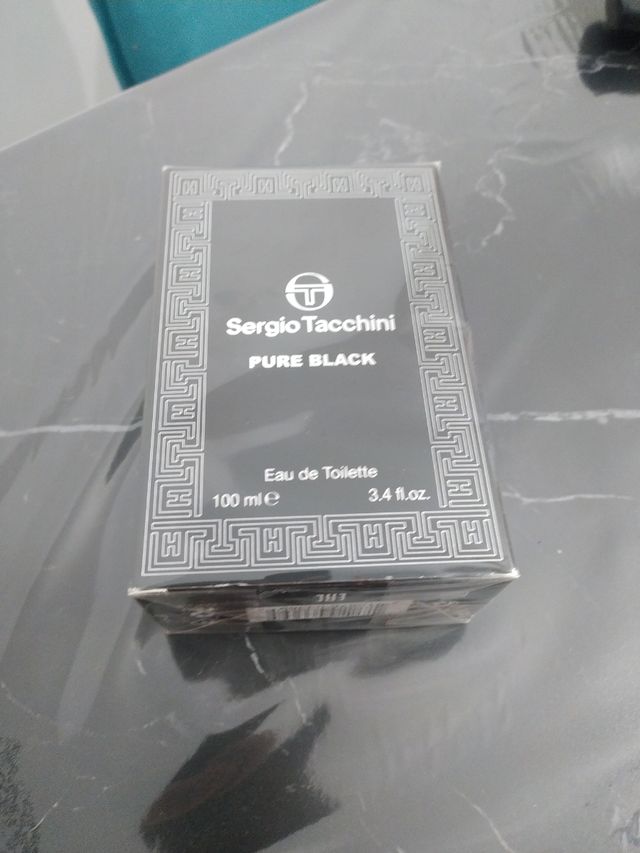 Sergio Tacchini
PURE BLACK
Eau de Toilette
100 ml ℮
3.4 fl.oz.